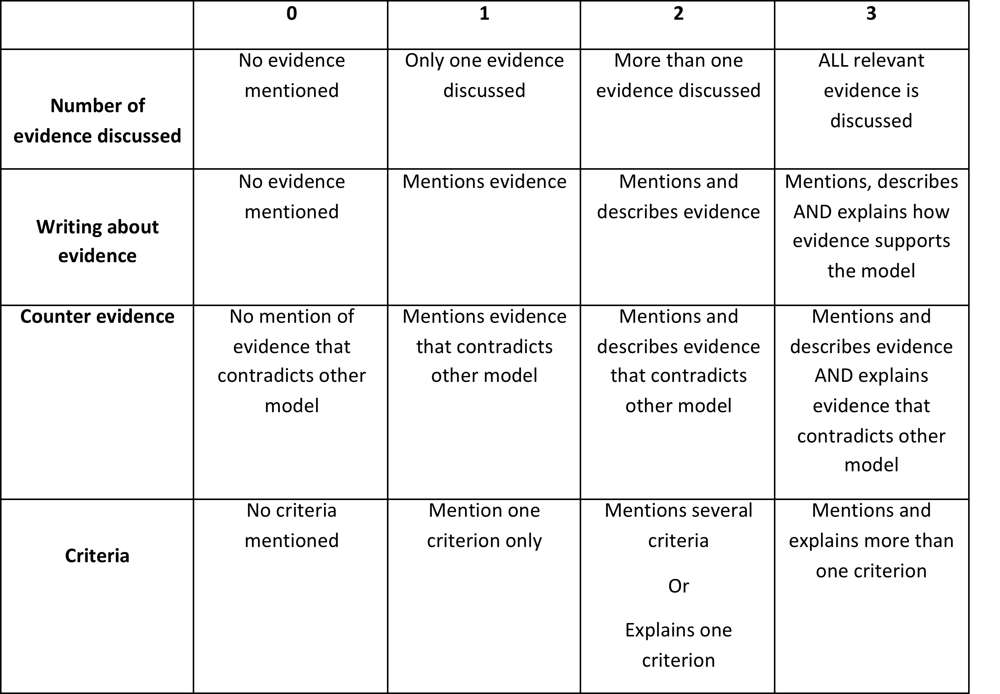 0
1
2
3
Number of
evidence discussed
No evidence
mentioned
Only one evidence
discussed
More than one
evidence discussed
ALL relevant
evidence is
discussed
Writing about
evidence
No evidence
mentioned
Mentions evidence
Mentions and
describes evidence
Mentions, describes
AND explains how
evidence supports
the model
Counter evidence
No mention of
evidence that
contradicts other
model
Mentions evidence
that contradicts
other model
Mentions and
describes evidence
that contradicts
other model
Mentions and
describes evidence
AND explains
evidence that
contradicts other
model
Criteria
No criteria
mentioned
Mention one
criterion only
Mentions several
criteria
Or
Explains one
criterion
Mentions and
explains more than
one criterion